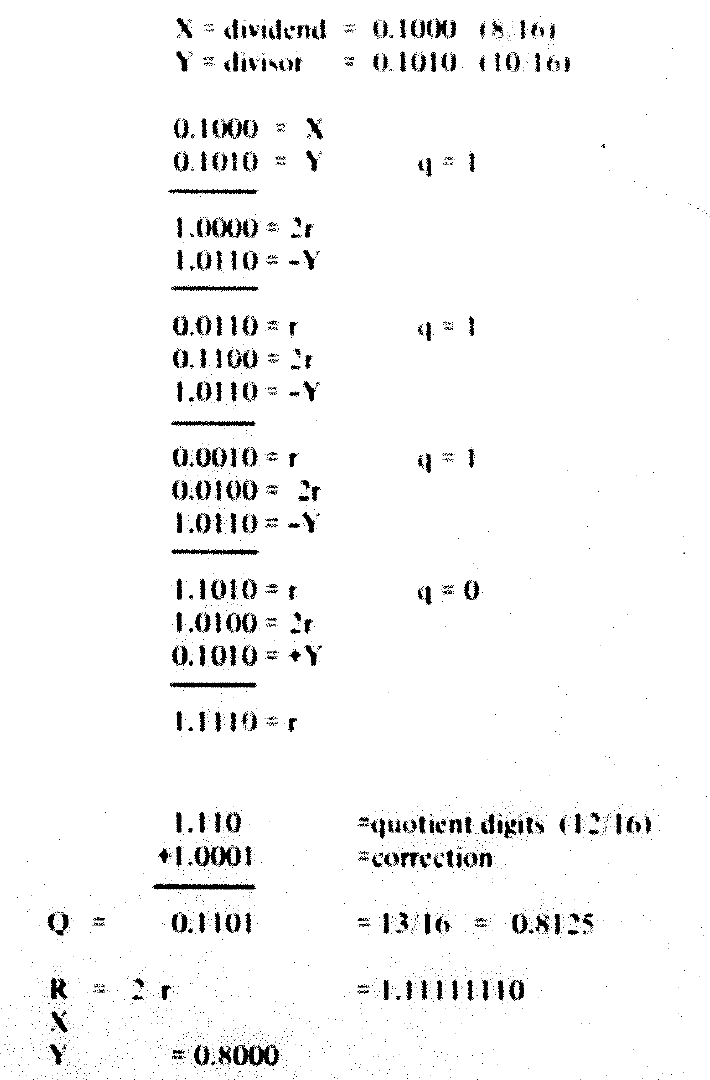 X = dividend = 0.1000 (8/16)
Y = divisor = 0.1010 (10/16)
0.1000 = X
0.1010 = Y q = 1
1.0000 = 2r
1.0110 = -Y
0.0110 = r q = 1
0.1100 = 2r
1.0110 = -Y
0.0010 = r q = 1
0.0100 = 2r
1.0110 = -Y
1.1010 = r q = 0
1.0100 = 2r
0.1010 = +Y
1.1110 = r
1.110 =quotient digits (12/16)
+1.0001 =correction
Q = 0.1101 = 13/16 = 0.8125
R = 2 r = 1.11111110
X
Y = 0.8000